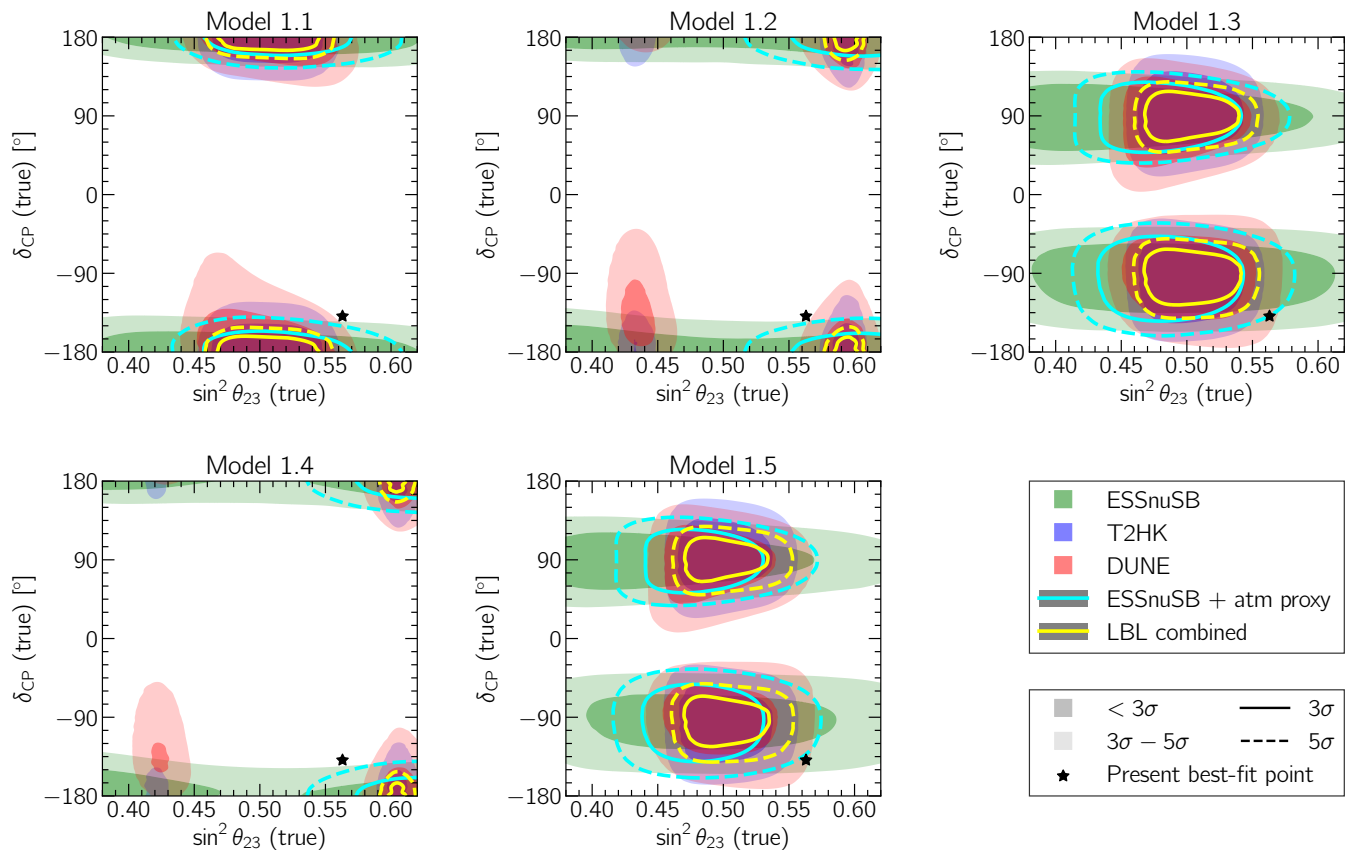 Model 1.1
180
90
0
−90
−180
δCP (true) [°]
0.40 0.45 0.50 0.55 0.60
sin² θ23 (true)
Model 1.2
180
90
0
−90
−180
δCP (true) [°]
0.40 0.45 0.50 0.55 0.60
sin² θ23 (true)
Model 1.3
180
90
0
−90
−180
δCP (true) [°]
0.40 0.45 0.50 0.55 0.60
sin² θ23 (true)
Model 1.4
180
90
0
−90
−180
δCP (true) [°]
0.40 0.45 0.50 0.55 0.60
sin² θ23 (true)
Model 1.5
180
90
0
−90
−180
δCP (true) [°]
0.40 0.45 0.50 0.55 0.60
sin² θ23 (true)
ESSnuSB
T2HK
DUNE
ESSnuSB + atm proxy
LBL combined
< 3σ 3σ
3σ − 5σ 5σ
Present best-fit point